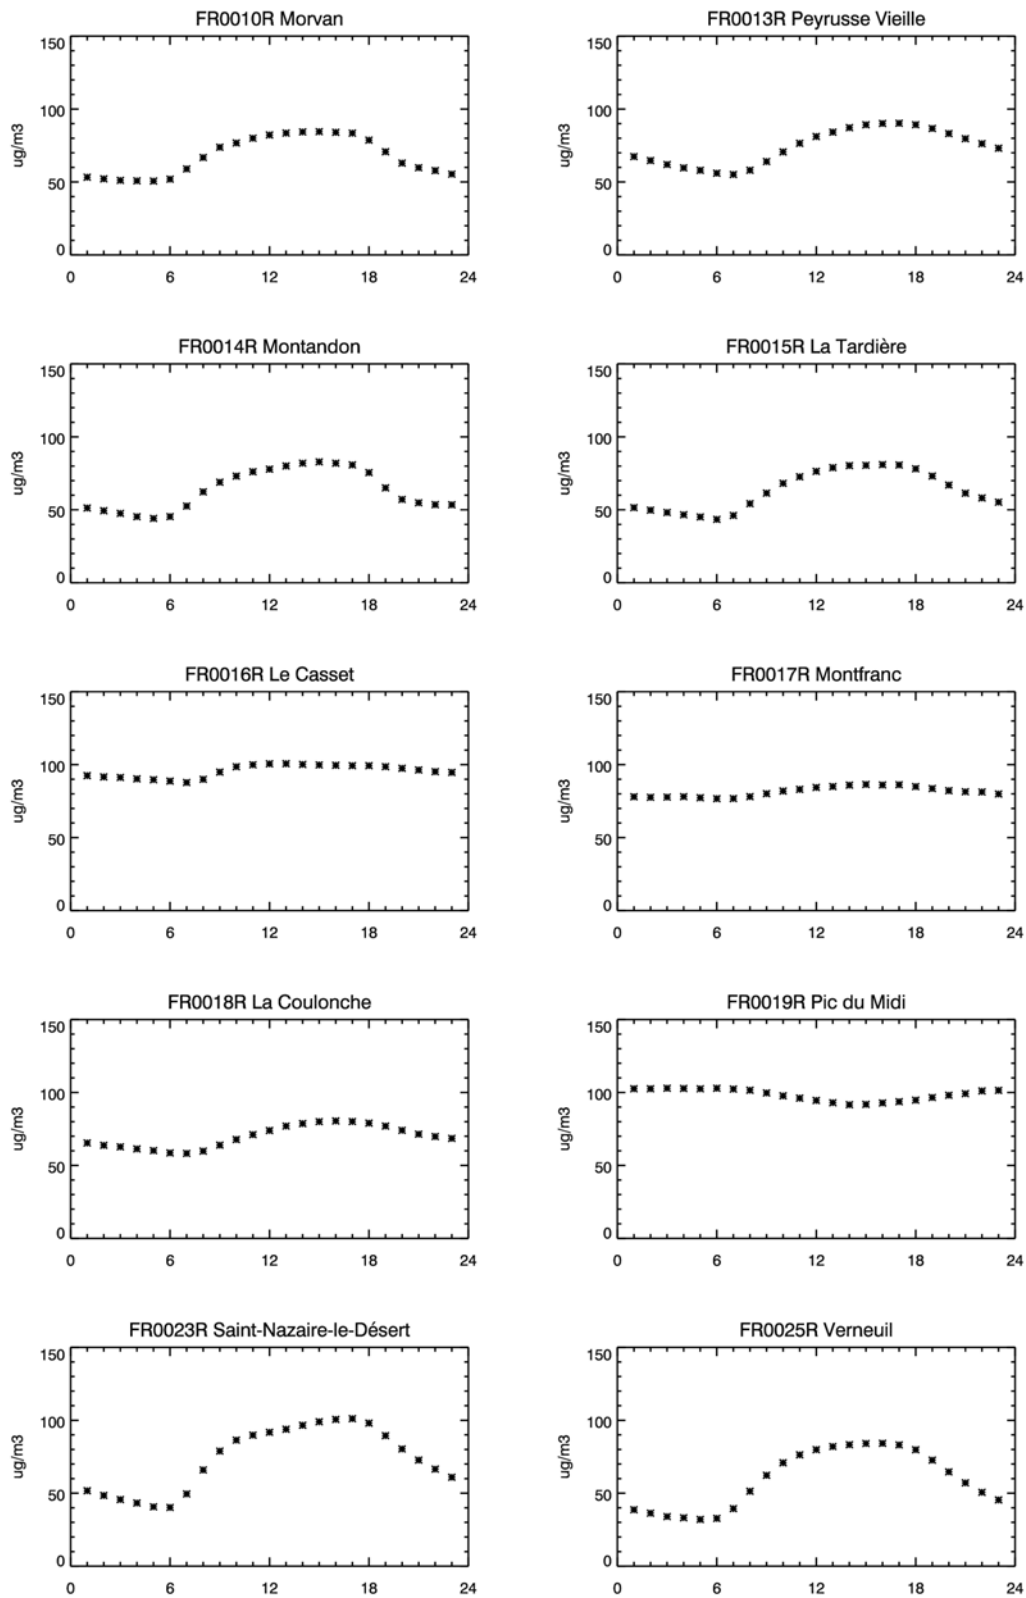 FR0010R Morvan
150
100
50
0
ug/m3
0 6 12 18 24
FR0013R Peyrusse Vieille
150
100
50
0
ug/m3
0 6 12 18 24
FR0014R Montandon
150
100
50
0
ug/m3
0 6 12 18 24
FR0015R La Tardière
150
100
50
0
ug/m3
0 6 12 18 24
FR0016R Le Casset
150
100
50
0
ug/m3
0 6 12 18 24
FR0017R Montfranc
150
100
50
0
ug/m3
0 6 12 18 24
FR0018R La Coulonche
150
100
50
0
ug/m3
0 6 12 18 24
FR0019R Pic du Midi
150
100
50
0
ug/m3
0 6 12 18 24
FR0023R Saint-Nazaire-le-Désert
150
100
50
0
ug/m3
0 6 12 18 24
FR0025R Verneuil
150
100
50
0
ug/m3
0 6 12 18 24